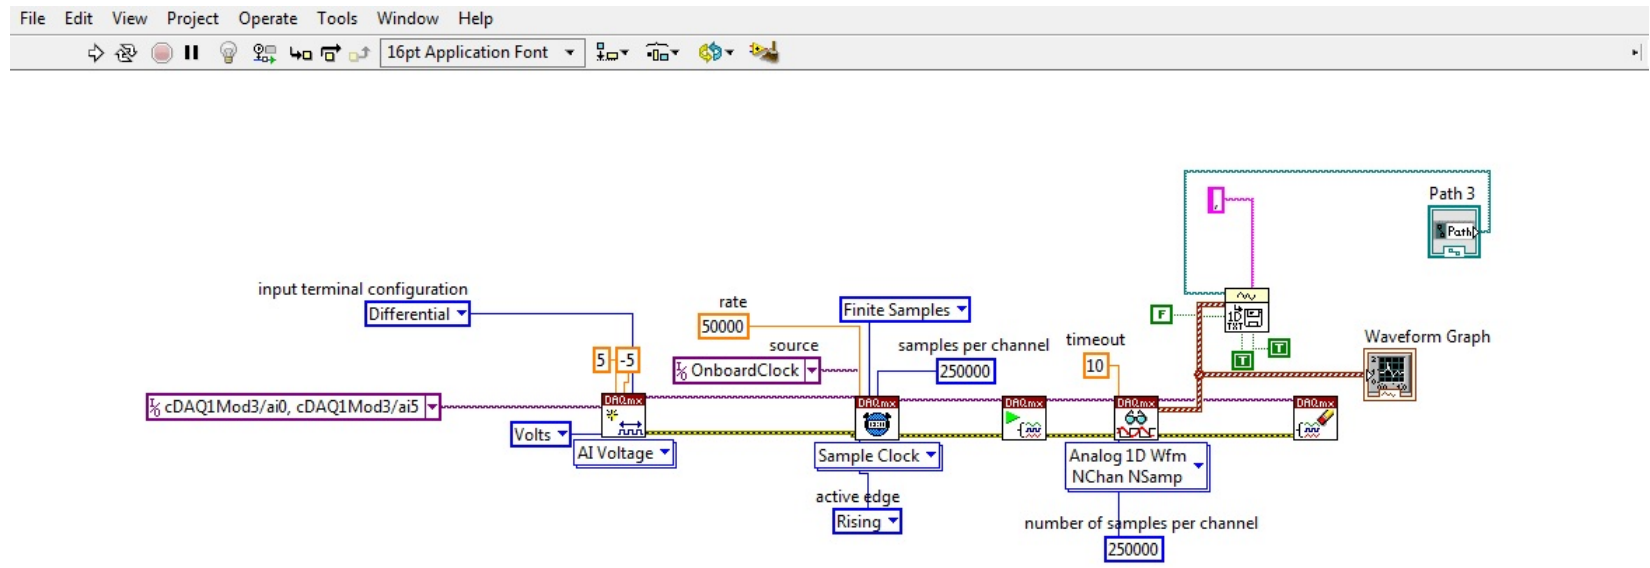 File Edit View Project Operate Tools Window Help
16pt Application Font
Path 3
Path
,
input terminal configuration
Differential
rate
50000
Finite Samples
source
OnboardClock
samples per channel
250000
timeout
10
F
1D
TXT
T
T
Waveform Graph
5
-5
I/O cDAQ1Mod3/ai0, cDAQ1Mod3/ai5
DAQmx
DAQmx
DAQmx
DAQmx
DAQmx
Volts
AI Voltage
Sample Clock
Analog 1D Wfm
NChan NSamp
active edge
Rising
number of samples per channel
250000